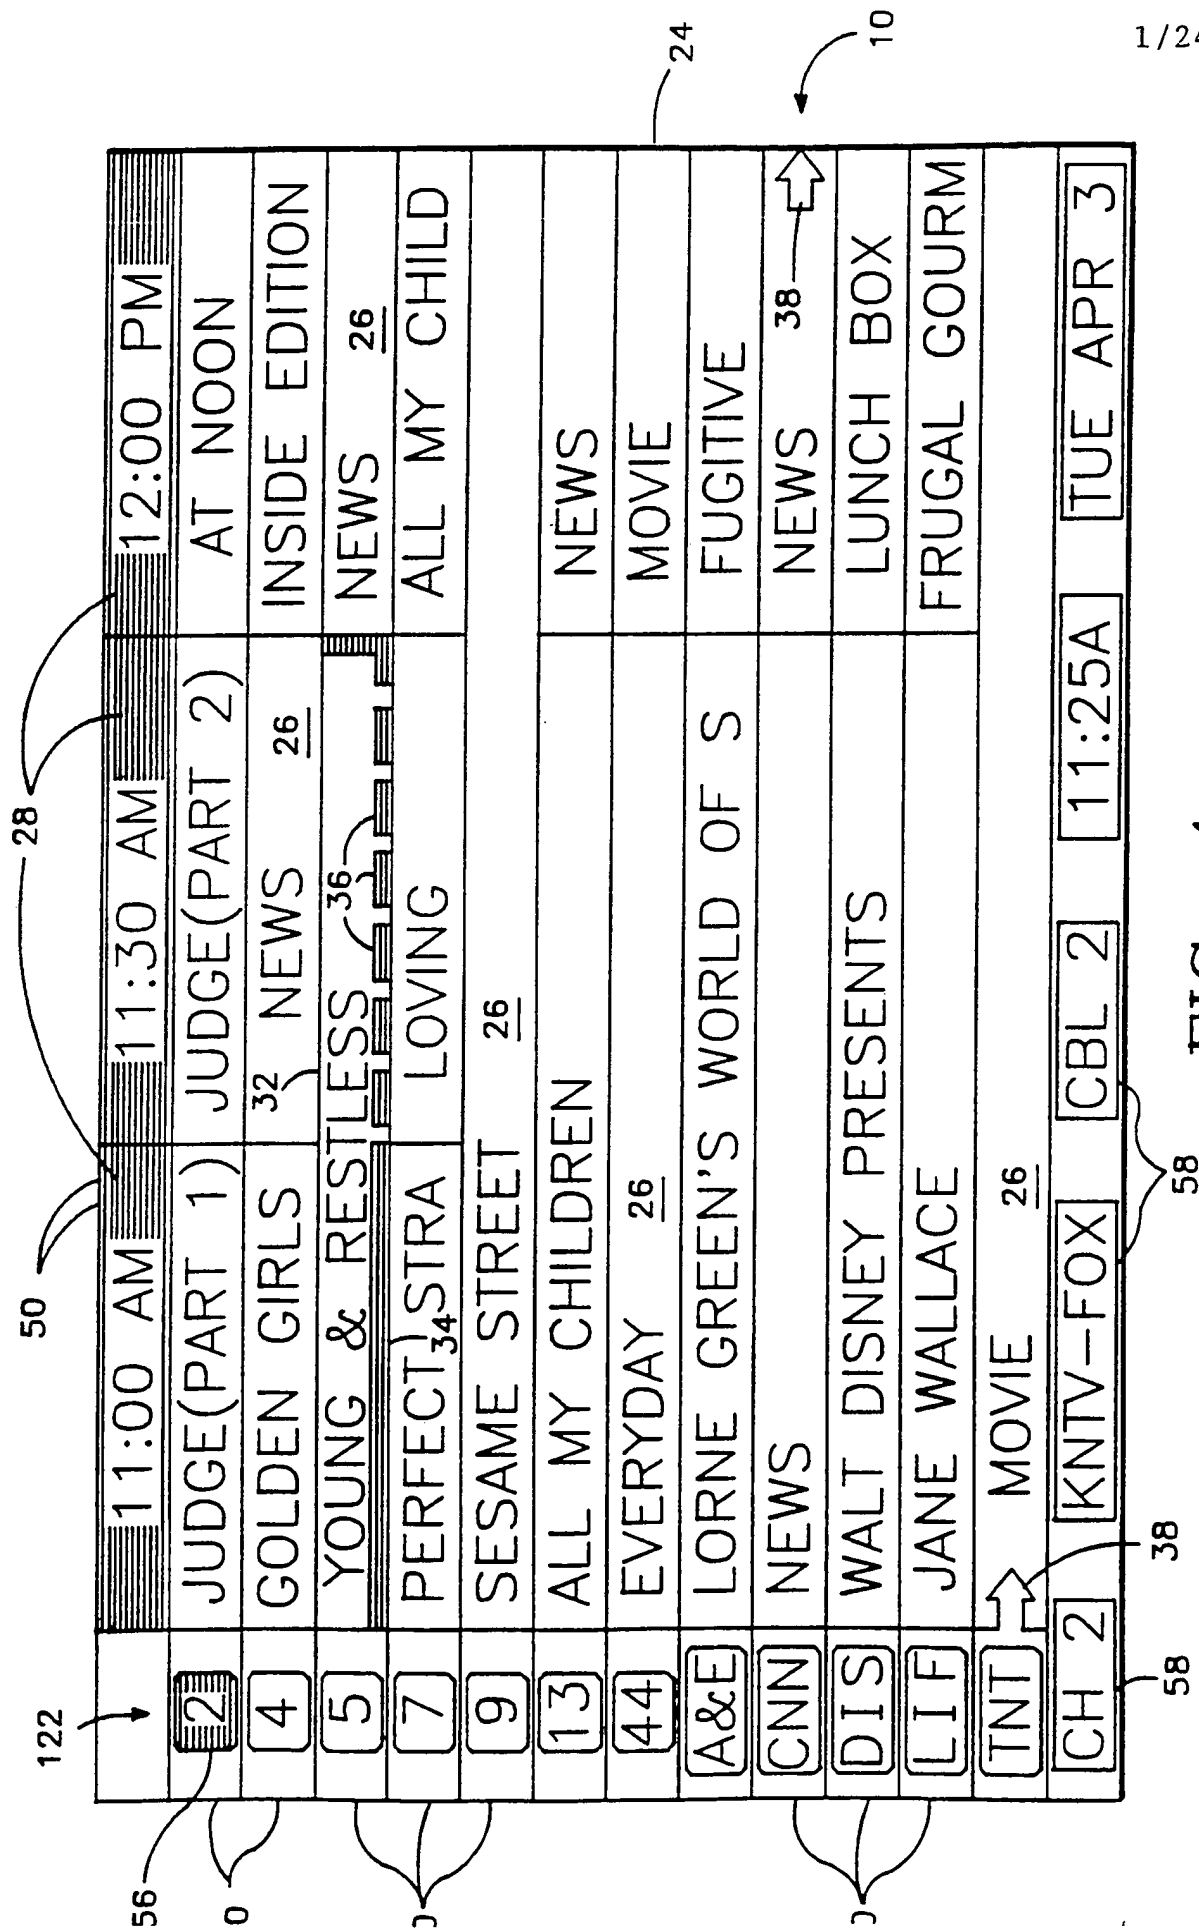 1/24
28
50
24
10
122
11:00 AM 11:30 AM 12:00 PM
56
2 JUDGE(PART 1) JUDGE(PART 2) AT NOON
4 GOLDEN GIRLS 32 NEWS 26 INSIDE EDITION
5 YOUNG & RESTLESS 36 NEWS 26
7 PERFECT STRA 34 LOVING ALL MY CHILD
9 SESAME STREET 26
13 ALL MY CHILDREN NEWS
44 EVERYDAY 26 MOVIE
A&E LORNE GREEN'S WORLD OF S FUGITIVE
CNN NEWS NEWS 38
DIS WALT DISNEY PRESENTS LUNCH BOX
LIF JANE WALLACE FRUGAL GOURM
TNT MOVIE 26
CH 2 KNTV-FOX CBL 2 11:25A TUE APR 3
58 38 58